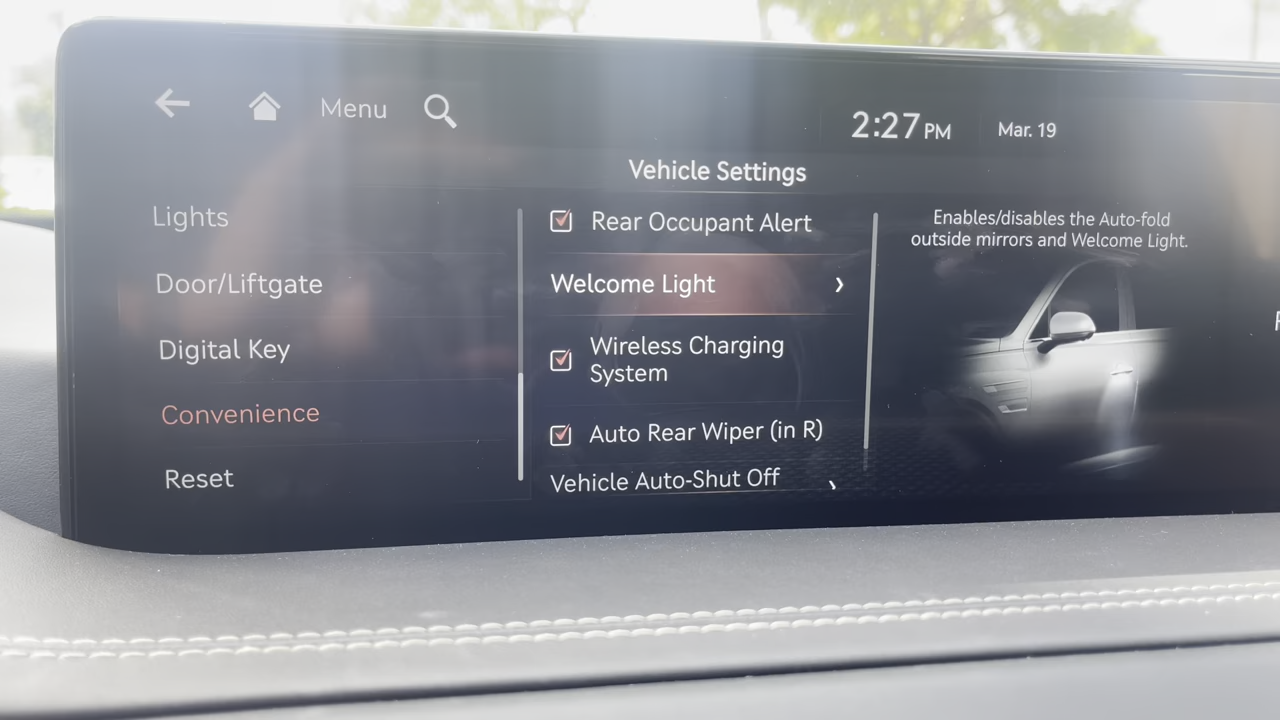 Menu
2:27 PM
Mar. 19
Vehicle Settings
Lights
Door/Liftgate
Digital Key
Convenience
Reset
Rear Occupant Alert
Welcome Light
Wireless Charging
System
Auto Rear Wiper (in R)
Vehicle Auto-Shut Off
Enables/disables the Auto-fold
outside mirrors and Welcome Light.